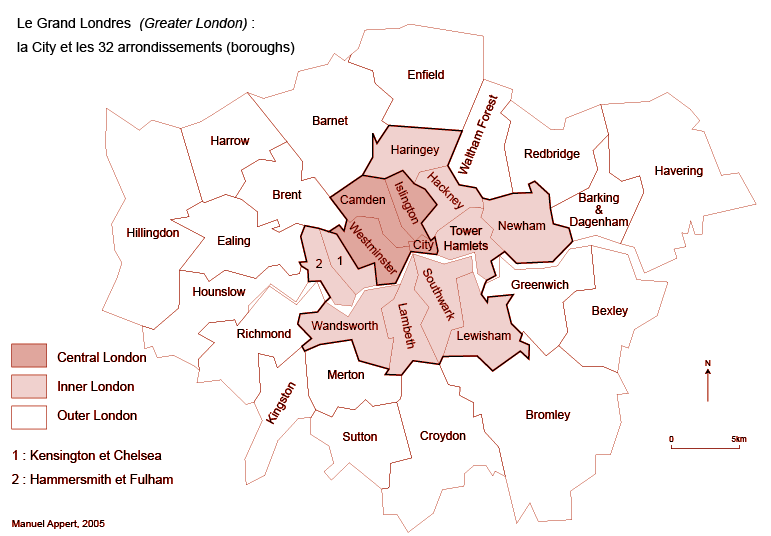 Le Grand Londres (Greater London) :
la City et les 32 arrondissements (boroughs)
Enfield
Barnet
Waltham Forest
Harrow
Haringey
Redbridge
Havering
Brent
Camden
Islington
Hackney
Barking
&
Dagenham
Hillingdon
Ealing
Westminster
City
Tower
Hamlets
Newham
2
1
Hounslow
Southwark
Greenwich
Bexley
Richmond
Wandsworth
Lambeth
Lewisham
Central London
Inner London
Outer London
Kingston
Merton
Bromley
Sutton
Croydon
N
0 5km
1 : Kensington et Chelsea
2 : Hammersmith et Fulham
Manuel Appert, 2005